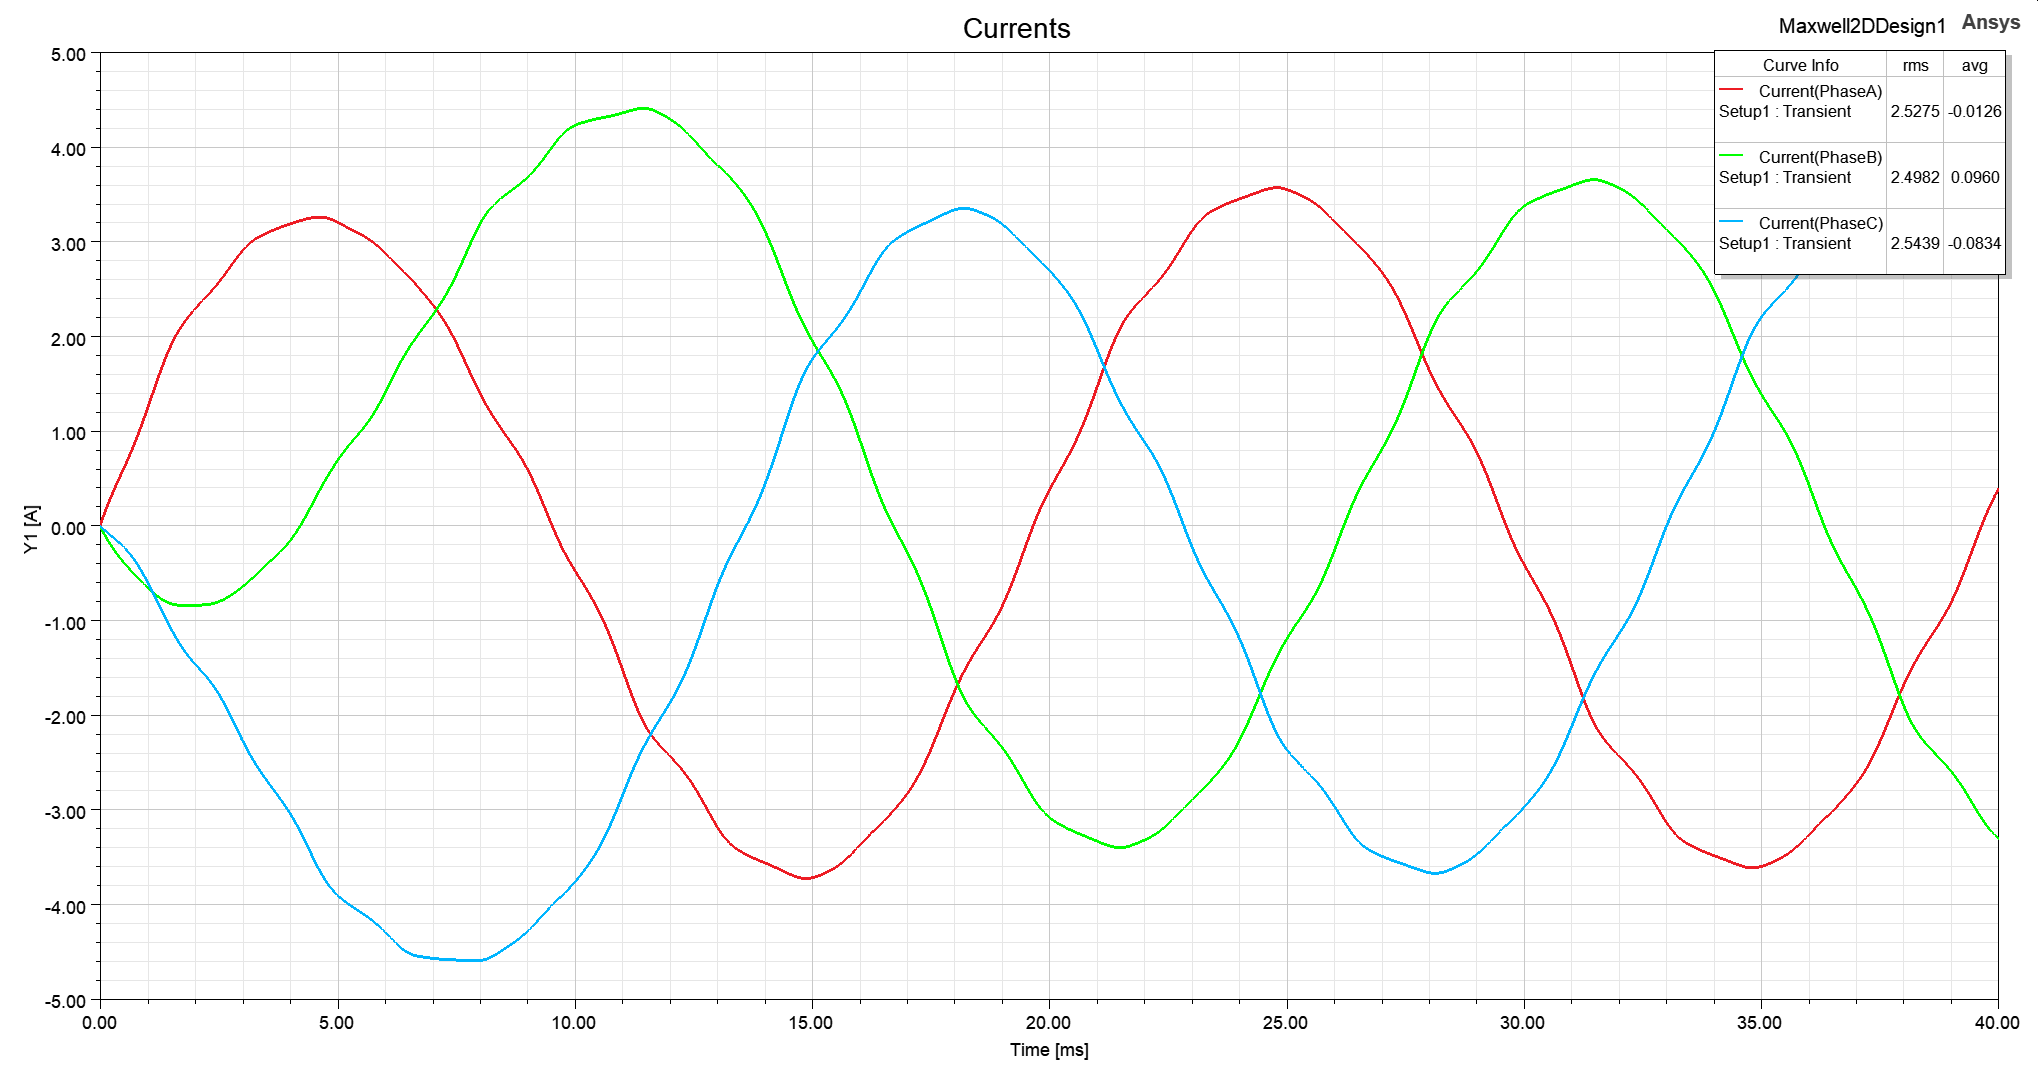 Currents
Maxwell2DDesign1 Ansys
Curve Info rms avg
Current(PhaseA)
Setup1 : Transient 2.5275 -0.0126
Current(PhaseB)
Setup1 : Transient 2.4982 0.0960
Current(PhaseC)
Setup1 : Transient 2.5439 -0.0834
5.00
4.00
3.00
2.00
1.00
0.00
-1.00
-2.00
-3.00
-4.00
-5.00
Y1 [A]
0.00 5.00 10.00 15.00 20.00 25.00 30.00 35.00 40.00
Time [ms]